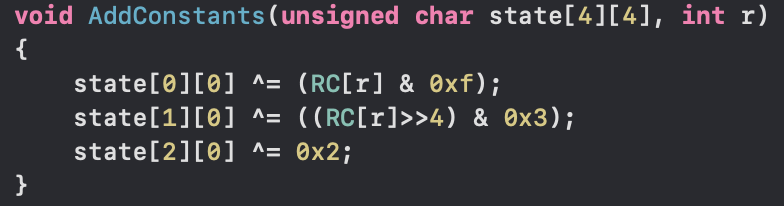 void AddConstants(unsigned char state[4][4], int r)
{
    state[0][0] ^= (RC[r] & 0xf);
    state[1][0] ^= ((RC[r]>>4) & 0x3);
    state[2][0] ^= 0x2;
}